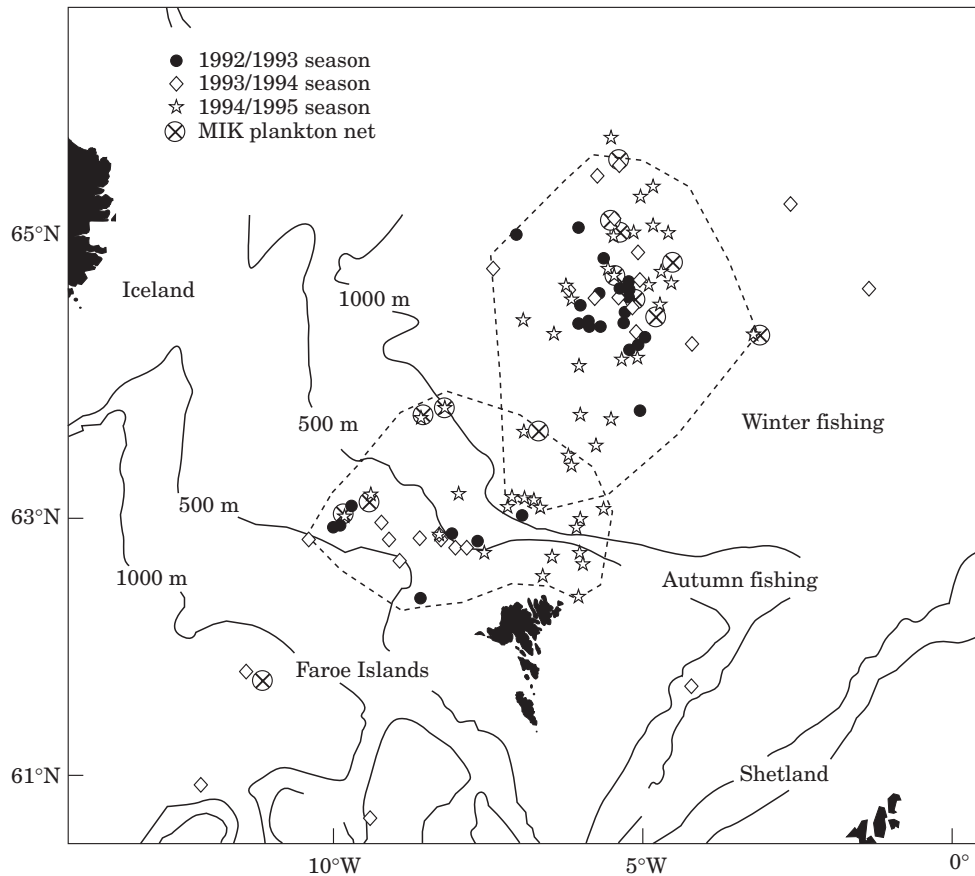 1992/1993 season
1993/1994 season
1994/1995 season
MIK plankton net
65°N
Iceland
1000 m
500 m
Winter fishing
500 m
63°N
1000 m
Autumn fishing
Faroe Islands
61°N
Shetland
10°W
5°W
0°